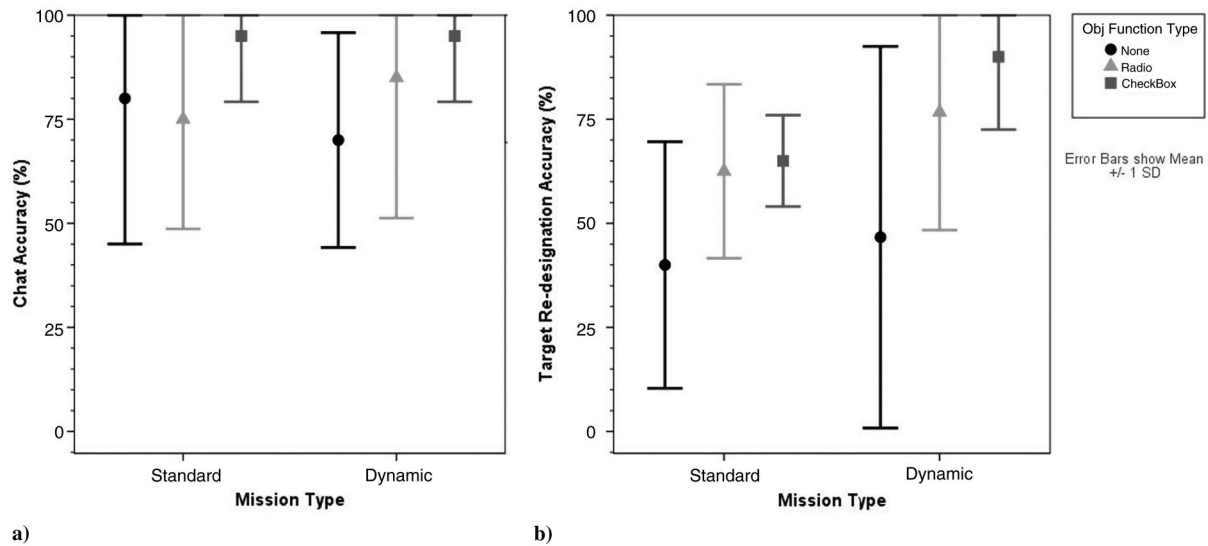 100
75
50
25
0
Chat Accuracy (%)
Standard
Dynamic
Mission Type
a)
100
75
50
25
0
Target Re-designation Accuracy (%)
Standard
Dynamic
Mission Type
b)
Obj Function Type
None
Radio
CheckBox
Error Bars show Mean
+/- 1 SD